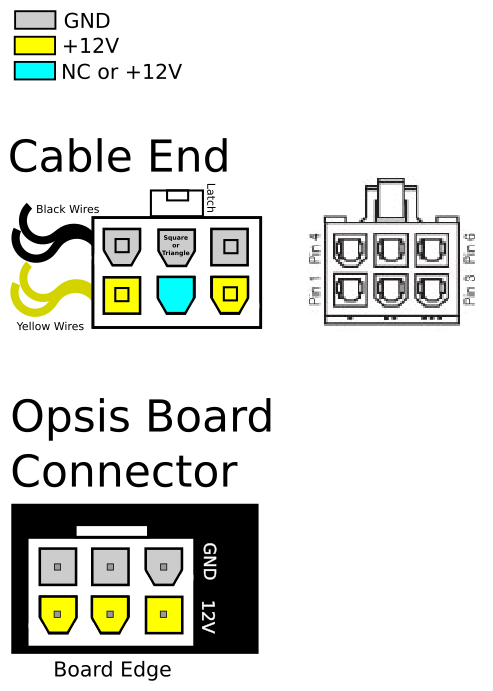 GND
+12V
NC or +12V
Cable End
Latch
Black Wires
Square
or
Triangle
Yellow Wires
Pin 4
Pin 6
Pin 1
Pin 3
Opsis Board
Connector
GND
12V
Board Edge